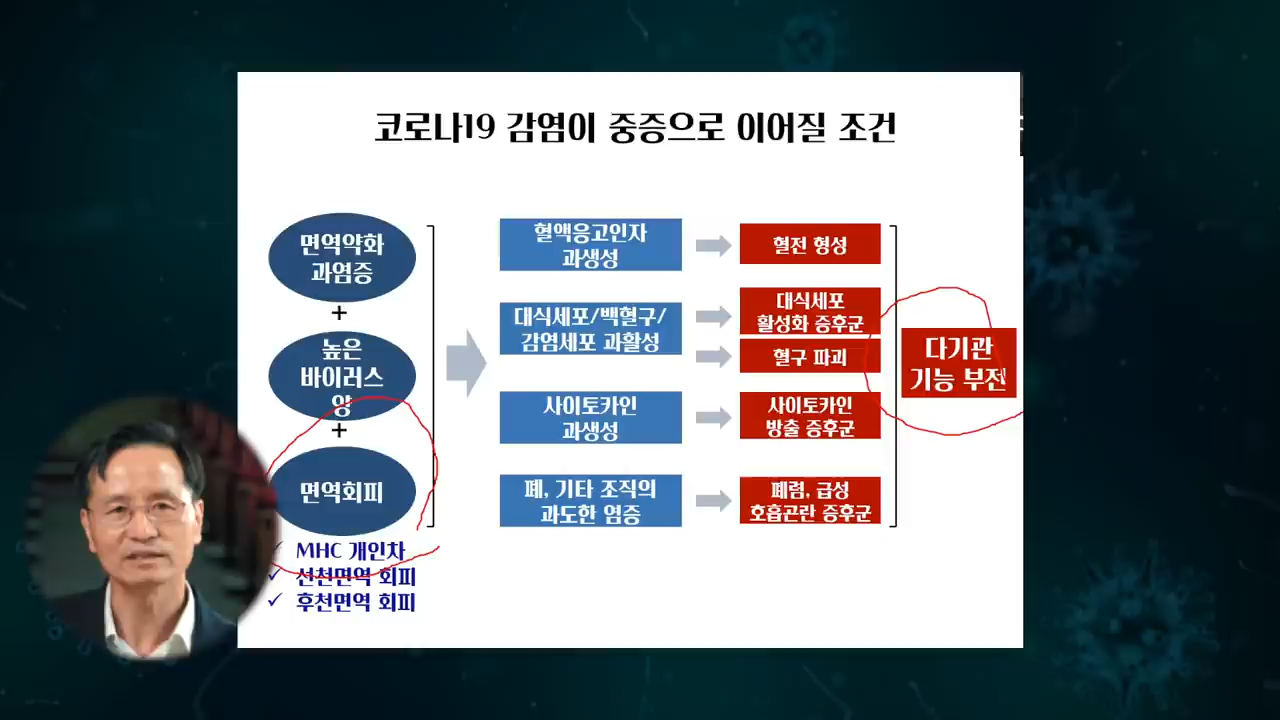 코로나19 감염이 중증으로 이어질 조건
면역약화
과염증
+
높은
바이러스
양
+
면역회피
✓ MHC 개인차
✓ 선천면역 회피
✓ 후천면역 회피
혈액응고인자
과생성
혈전 형성
대식세포/백혈구/
감염세포 과활성
대식세포
활성화 증후군
혈구 파괴
사이토카인
과생성
사이토카인
방출 증후군
폐, 기타 조직의
과도한 염증
폐렴, 급성
호흡곤란 증후군
다기관
기능 부전